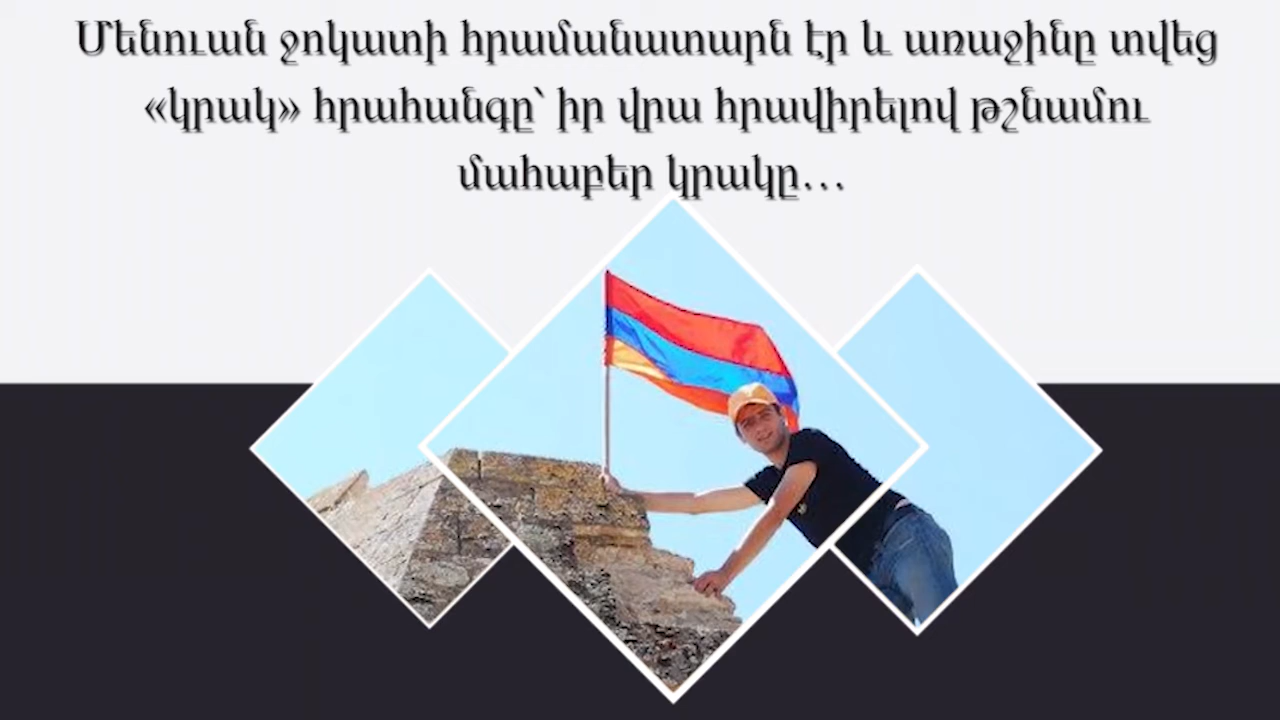 Մենուան ջոկատի հրամանատարն էր և առաջինը տվեց
«կրակ» հրահանգը՝ իր վրա հրավիրելով թշնամու
մահաբեր կրակը…